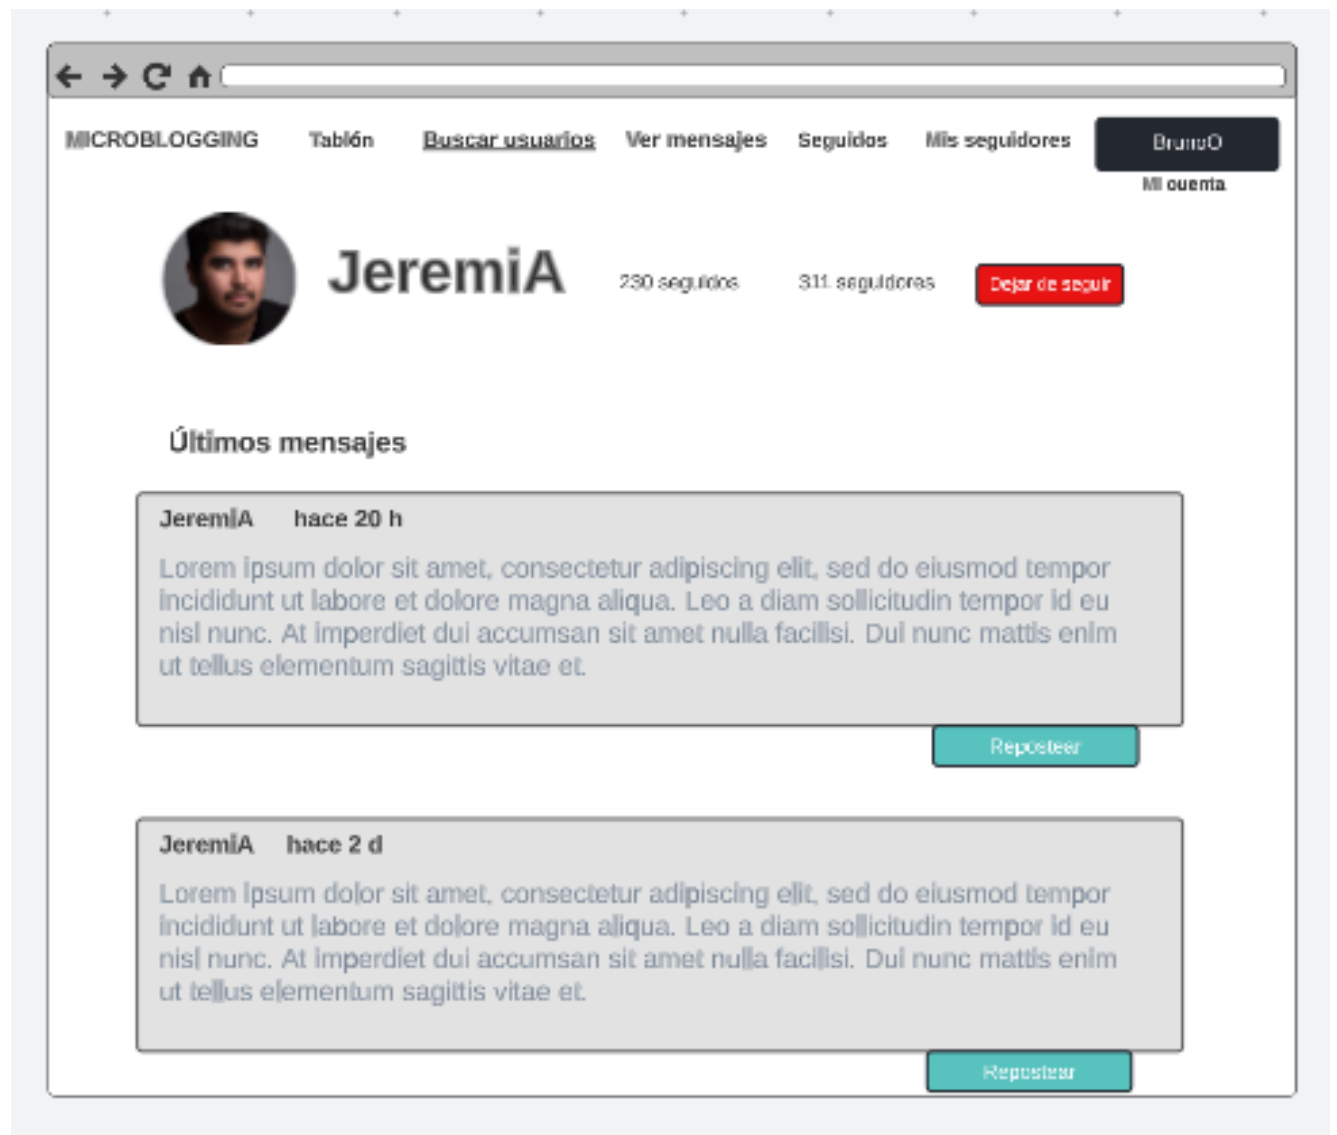 MICROBLOGGING Tablón Buscar usuarios Ver mensajes Seguidos Mis seguidores BrunoO
Mi cuenta
JeremiA 230 seguidos 311 seguidores Dejar de seguir
Últimos mensajes
JeremiA hace 20 h
Lorem ipsum dolor sit amet, consectetur adipiscing elit, sed do eiusmod tempor
incididunt ut labore et dolore magna aliqua. Leo a diam sollicitudin tempor id eu
nisl nunc. At imperdiet dui accumsan sit amet nulla facilisi. Dui nunc mattis enim
ut tellus elementum sagittis vitae et.
Repostear
JeremiA hace 2 d
Lorem ipsum dolor sit amet, consectetur adipiscing elit, sed do eiusmod tempor
incididunt ut labore et dolore magna aliqua. Leo a diam sollicitudin tempor id eu
nisl nunc. At imperdiet dui accumsan sit amet nulla facilisi. Dui nunc mattis enim
ut tellus elementum sagittis vitae et.
Repostear